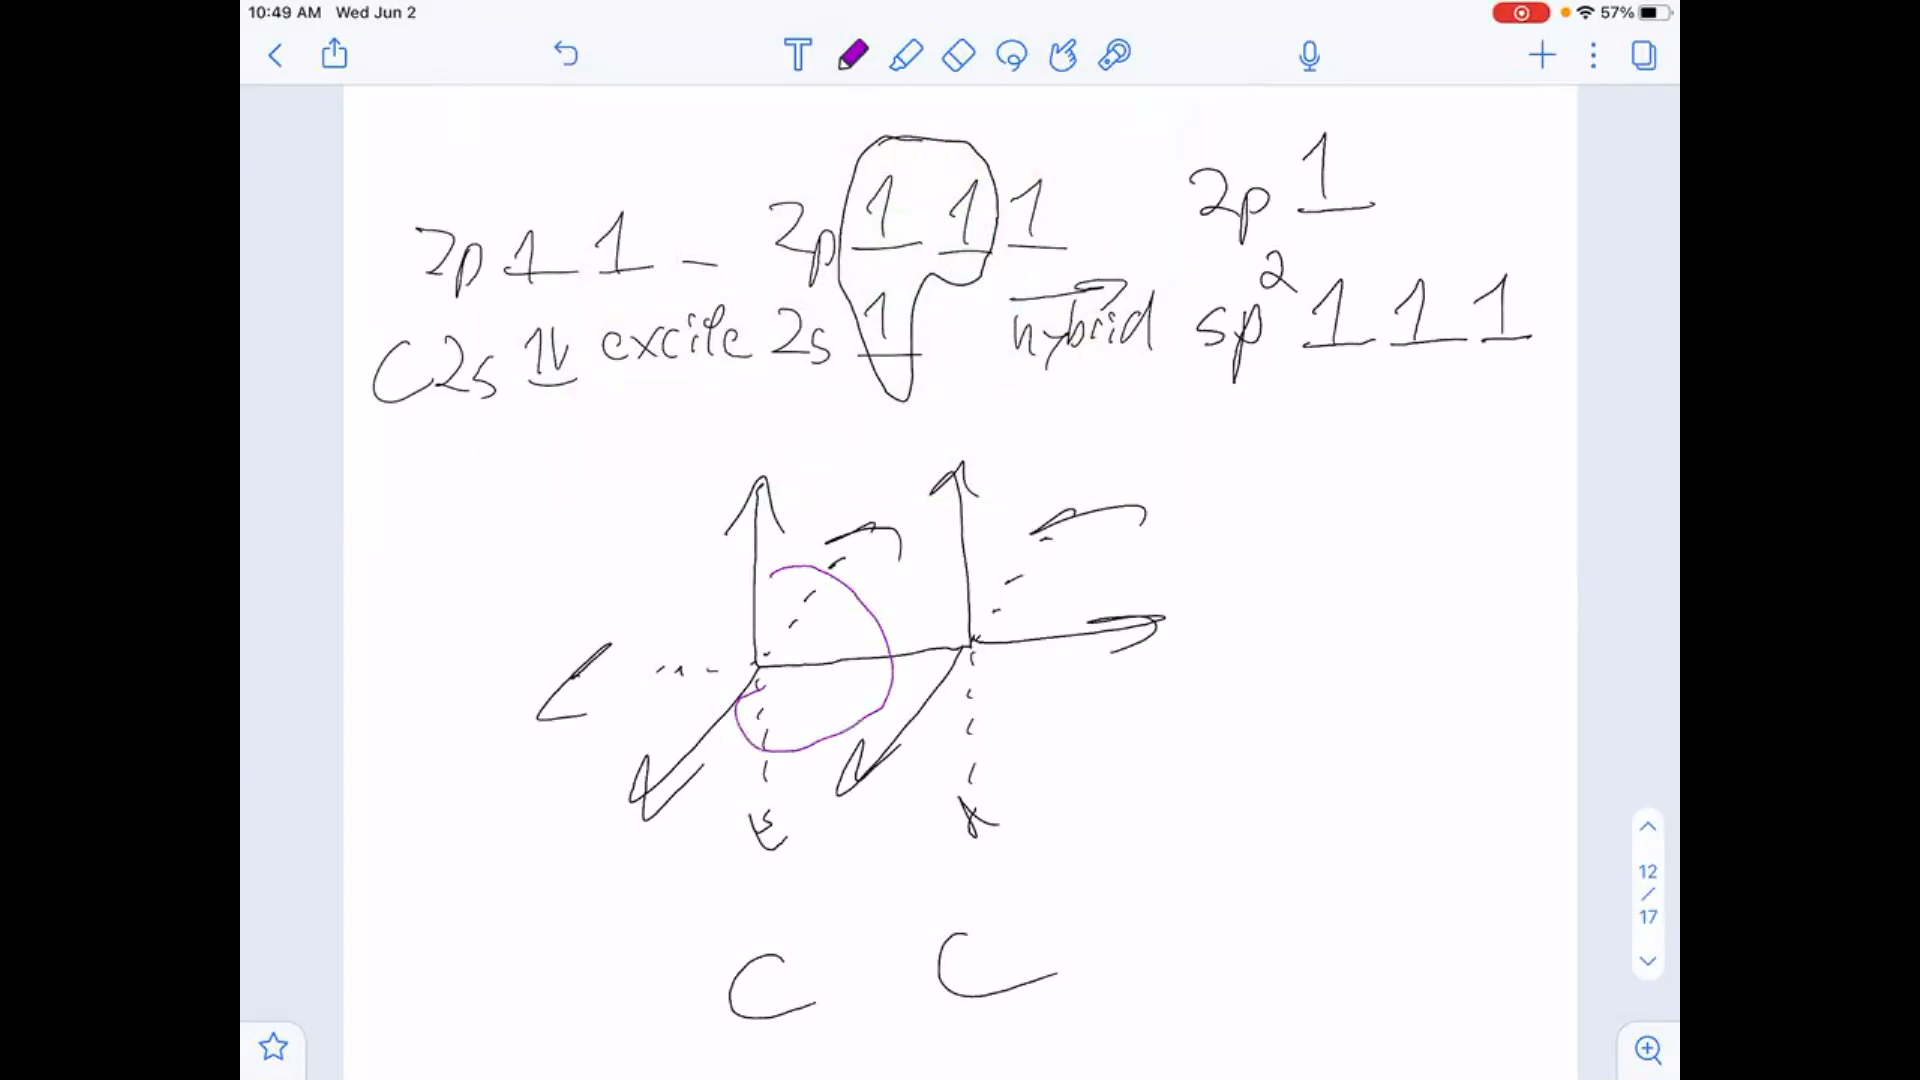 10:49 AM Wed Jun 2
57%
T
2p 1
2p 1 1 _ 2p 1 1 1
C 2s 1l excite 2s 1 hybrid sp² 1 1 1
C C
12
/
17